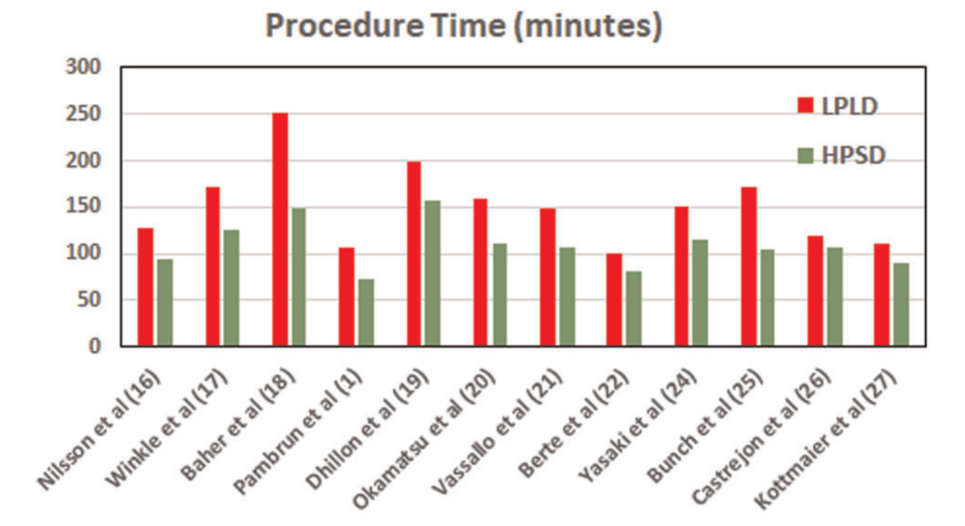 Procedure Time (minutes)
300
250
200
150
100
50
0
LPLD
HPSD
Nilsson et al (16)
Winkle et al (17)
Baher et al (18)
Pambrun et al (1)
Dhillon et al (19)
Okamatsu et al (20)
Vassallo et al (21)
Berte et al (22)
Yasaki et al (24)
Bunch et al (25)
Castrejon et al (26)
Kottmaier et al (27)